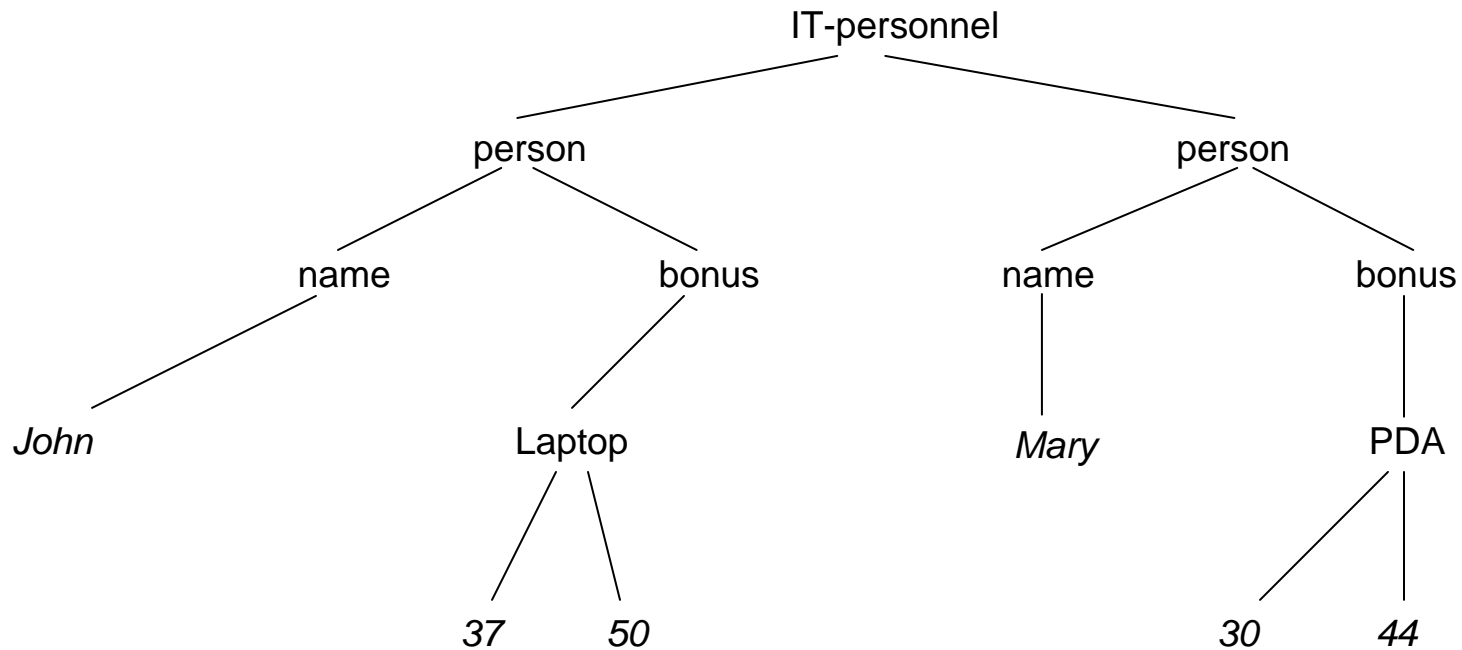 IT-personnel
person person
name bonus name bonus
John Laptop Mary PDA
37 50 30 44